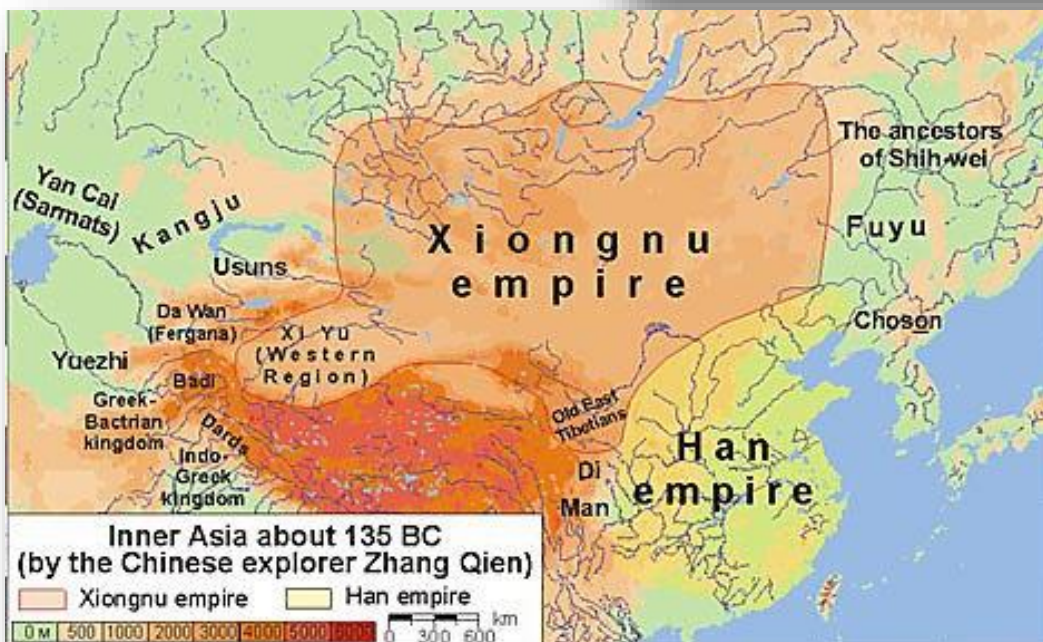 The ancestors
of Shih-wei
Yan Cai
(Sarmats)
Kangju
Xiongnu
empire
Fuyu
Usuns
Da Wan
(Fergana)
Xi Yu
(Western
Region)
Choson
Yuezhi
Badi
Greek-
Bactrian
kingdom
Dards
Indo-
Greek
kingdom
Old East
Tibetians
Di
Man
Han
empire
Inner Asia about 135 BC
(by the Chinese explorer Zhang Qien)
Xiongnu empire Han empire
0 м 500 1000 2000 3000 4000 5000 6000
km
0 300 600